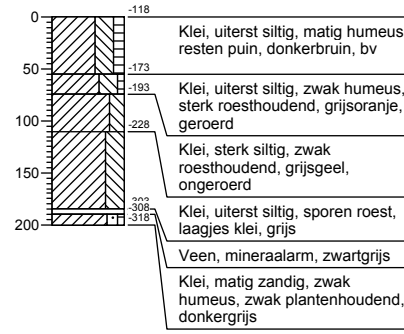 0
50
100
150
200
-118
-173
-193
-228
-303
-308
-318
Klei, uiterst siltig, matig humeus,
resten puin, donkerbruin, bv
Klei, uiterst siltig, zwak humeus,
sterk roesthoudend, grijsoranje,
geroerd
Klei, sterk siltig, zwak
roesthoudend, grijsgeel,
ongeroerd
Klei, uiterst siltig, sporen roest,
laagjes klei, grijs
Veen, mineraalarm, zwartgrijs
Klei, matig zandig, zwak
humeus, zwak plantenhoudend,
donkergrijs